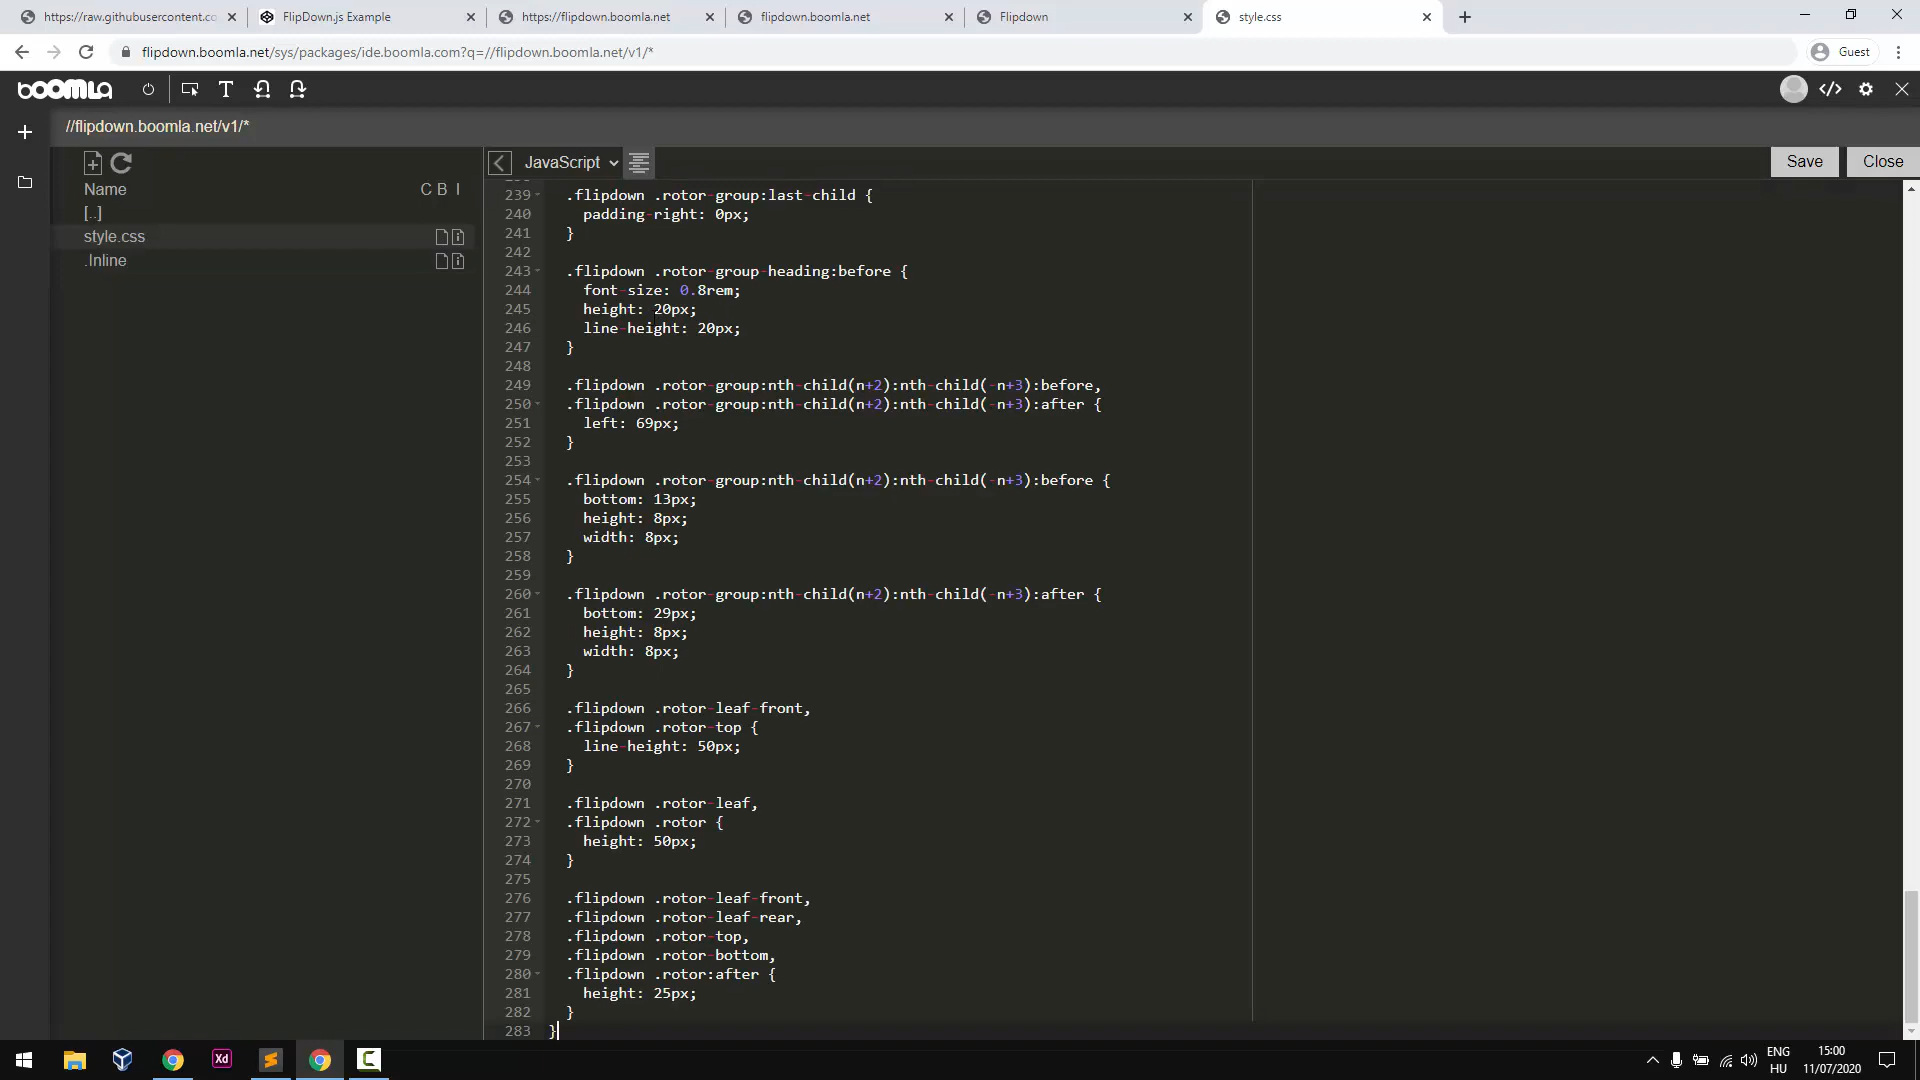 https://raw.githubusercontent.co
FlipDown.js Example
https://flipdown.boomla.net
flipdown.boomla.net
Flipdown
style.css
flipdown.boomla.net/sys/packages/ide.boomla.com?q=//flipdown.boomla.net/v1/*
Guest
boomla
//flipdown.boomla.net/v1/*
JavaScript
Save
Close
Name
C B I
[..]
style.css
.Inline
239 .flipdown .rotor-group:last-child {
240 padding-right: 0px;
241 }
242
243 .flipdown .rotor-group-heading:before {
244 font-size: 0.8rem;
245 height: 20px;
246 line-height: 20px;
247 }
248
249 .flipdown .rotor-group:nth-child(n+2):nth-child(-n+3):before,
250 .flipdown .rotor-group:nth-child(n+2):nth-child(-n+3):after {
251 left: 69px;
252 }
253
254 .flipdown .rotor-group:nth-child(n+2):nth-child(-n+3):before {
255 bottom: 13px;
256 height: 8px;
257 width: 8px;
258 }
259
260 .flipdown .rotor-group:nth-child(n+2):nth-child(-n+3):after {
261 bottom: 29px;
262 height: 8px;
263 width: 8px;
264 }
265
266 .flipdown .rotor-leaf-front,
267 .flipdown .rotor-top {
268 line-height: 50px;
269 }
270
271 .flipdown .rotor-leaf,
272 .flipdown .rotor {
273 height: 50px;
274 }
275
276 .flipdown .rotor-leaf-front,
277 .flipdown .rotor-leaf-rear,
278 .flipdown .rotor-top,
279 .flipdown .rotor-bottom,
280 .flipdown .rotor:after {
281 height: 25px;
282 }
283 }
Xd
ENG
HU
15:00
11/07/2020